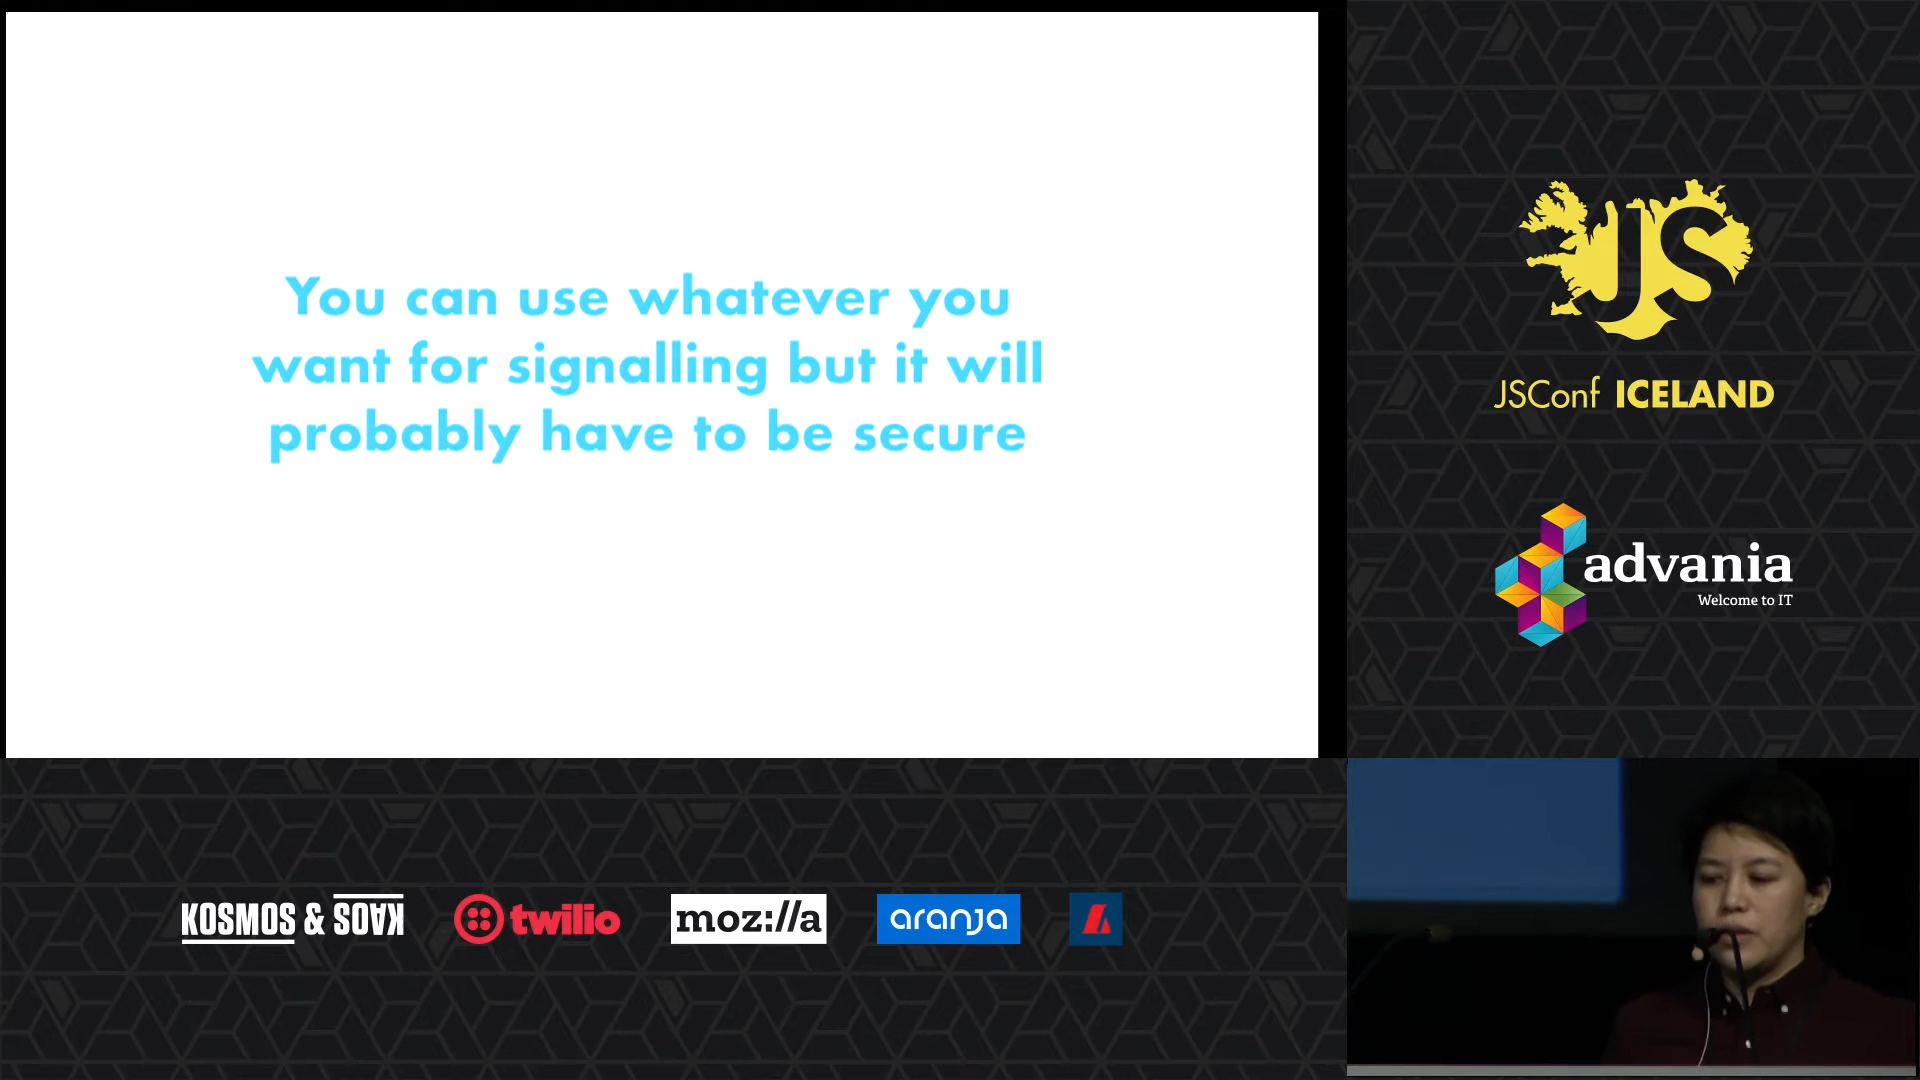 You can use whatever you
want for signalling but it will
probably have to be secure
JS
JSConf ICELAND
advania
Welcome to IT
KOSMOS & KAOS
twilio
moz://a
aranja